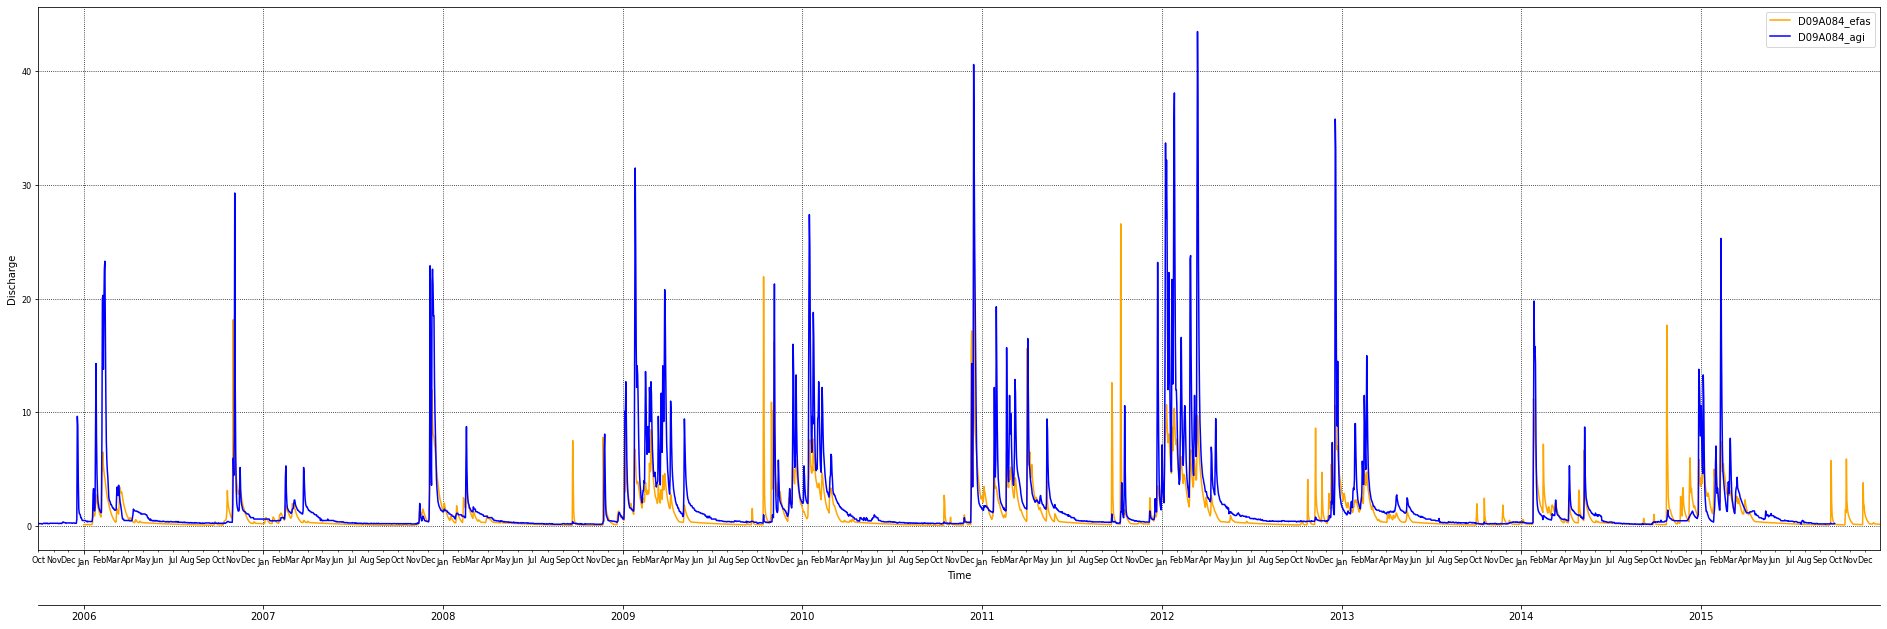 D09A084_efas
D09A084_agi
40
30
20
10
0
Discharge
Oct Nov Dec Jan Feb Mar Apr May Jun Jul Aug Sep Oct Nov Dec Jan Feb Mar Apr May Jun Jul Aug Sep Oct Nov Dec Jan Feb Mar Apr May Jun Jul Aug Sep Oct Nov Dec Jan Feb Mar Apr May Jun Jul Aug Sep Oct Nov Dec Jan Feb Mar Apr May Jun Jul Aug Sep Oct Nov Dec Jan Feb Mar Apr May Jun Jul Aug Sep Oct Nov Dec Jan Feb Mar Apr May Jun Jul Aug Sep Oct Nov Dec Jan Feb Mar Apr May Jun Jul Aug Sep Oct Nov Dec Jan Feb Mar Apr May Jun Jul Aug Sep Oct Nov Dec Jan Feb Mar Apr May Jun Jul Aug Sep Oct Nov Dec
Time
2006 2007 2008 2009 2010 2011 2012 2013 2014 2015